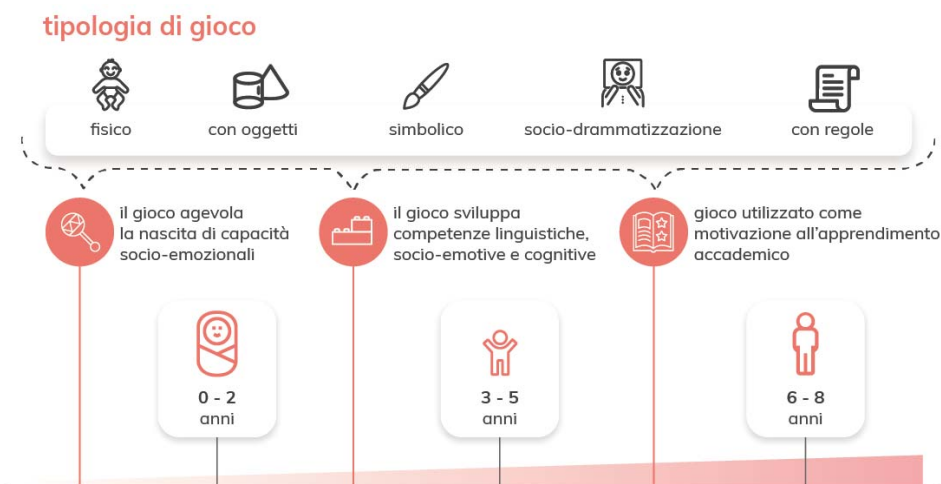 tipologia di gioco
fisico
con oggetti
simbolico
socio-drammatizzazione
con regole
il gioco agevola
la nascita di capacità
socio-emozionali
il gioco sviluppa
competenze linguistiche,
socio-emotive e cognitive
gioco utilizzato come
motivazione all'apprendimento
accademico
0 - 2
anni
3 - 5
anni
6 - 8
anni